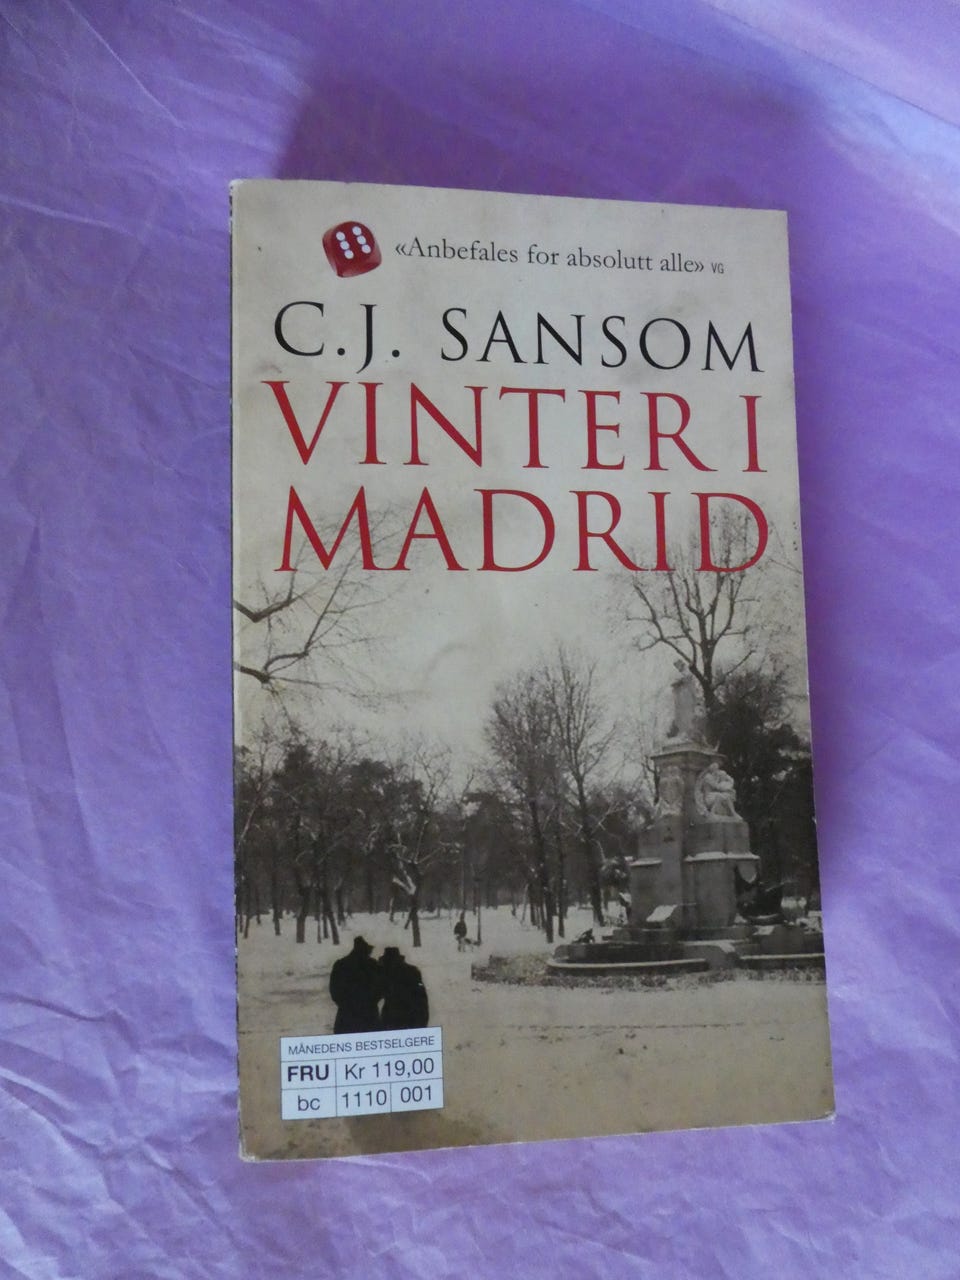 «Anbefales for absolutt alle» VG
C.J. SANSOM
VINTER I
MADRID
MÅNEDENS BESTSELGERE
FRU Kr 119,00
bc 1110 001